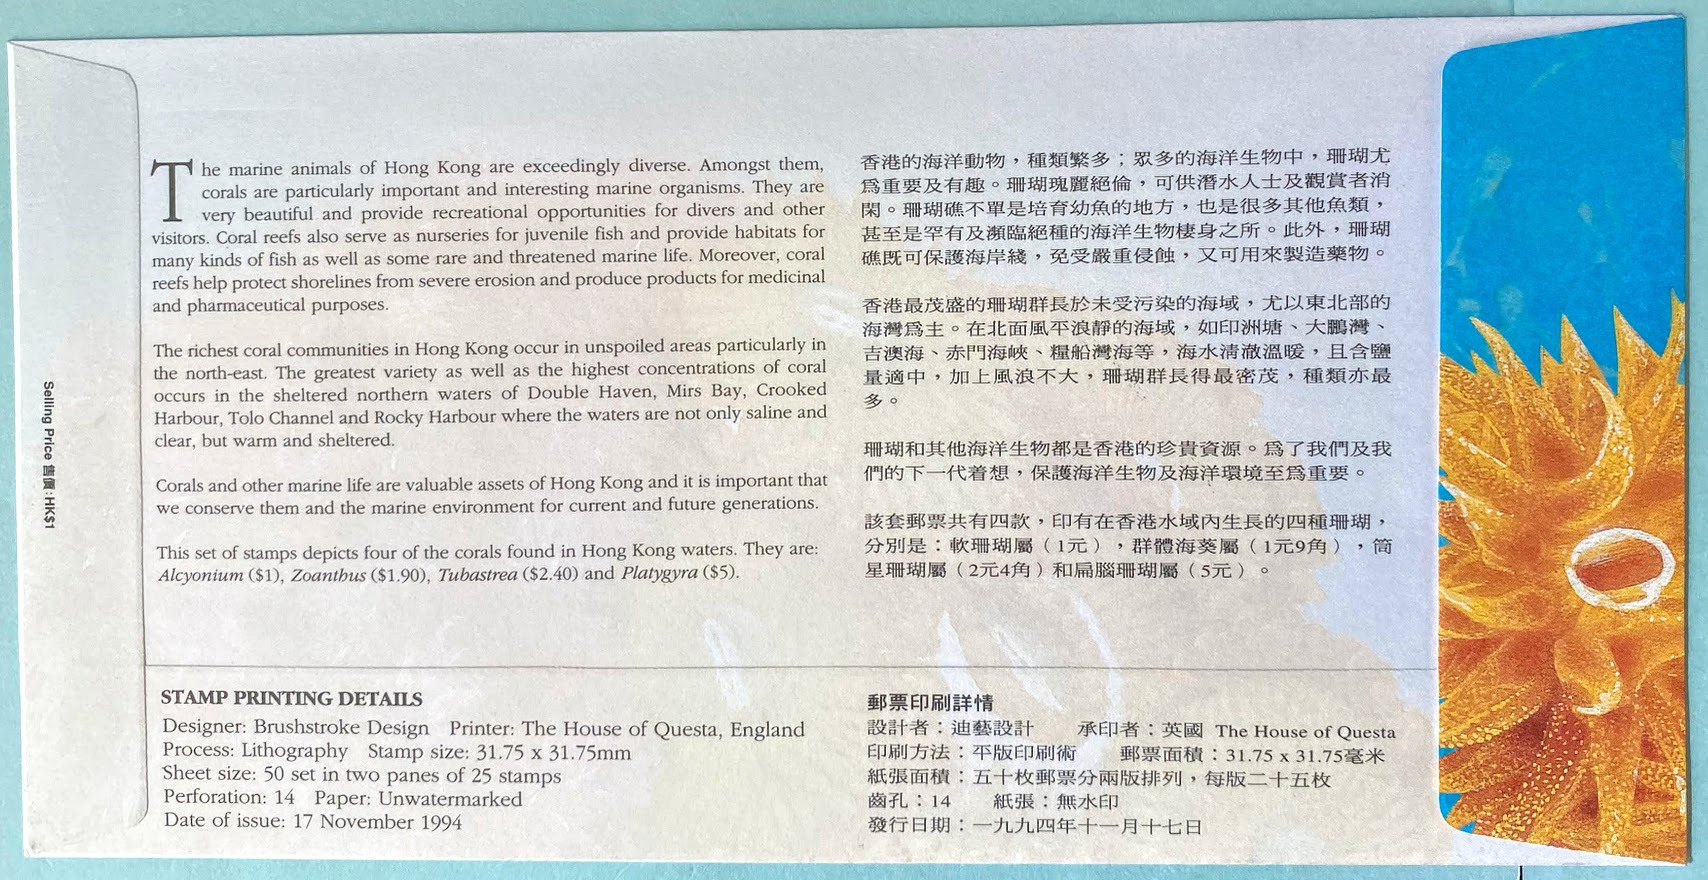 The marine animals of Hong Kong are exceedingly diverse. Amongst them,
corals are particularly important and interesting marine organisms. They are
very beautiful and provide recreational opportunities for divers and other
visitors. Coral reefs also serve as nurseries for juvenile fish and provide habitats for
many kinds of fish as well as some rare and threatened marine life. Moreover, coral
reefs help protect shorelines from severe erosion and produce products for medicinal
and pharmaceutical purposes.
The richest coral communities in Hong Kong occur in unspoiled areas particularly in
the north-east. The greatest variety as well as the highest concentrations of coral
occurs in the sheltered northern waters of Double Haven, Mirs Bay, Crooked
Harbour, Tolo Channel and Rocky Harbour where the waters are not only saline and
clear, but warm and sheltered.
Corals and other marine life are valuable assets of Hong Kong and it is important that
we conserve them and the marine environment for current and future generations.
This set of stamps depicts four of the corals found in Hong Kong waters. They are:
Alcyonium ($1), Zoanthus ($1.90), Tubastrea ($2.40) and Platygyra ($5).
香港的海洋動物，種類繁多；眾多的海洋生物中，珊瑚尤
爲重要及有趣。珊瑚瑰麗絕倫，可供潛水人士及觀賞者消
閑。珊瑚礁不單是培育幼魚的地方，也是很多其他魚類，
甚至是罕有及瀕臨絕種的海洋生物棲身之所。此外，珊瑚
礁既可保護海岸綫，免受嚴重侵蝕，又可用來製造藥物。
香港最茂盛的珊瑚群長於未受污染的海域，尤以東北部的
海灣爲主。在北面風平浪靜的海域，如印洲塘、大鵬灣、
吉澳海、赤門海峽、糧船灣海等，海水清澈溫暖，且含鹽
量適中，加上風浪不大，珊瑚群長得最密茂，種類亦最
多。
珊瑚和其他海洋生物都是香港的珍貴資源。爲了我們及我
們的下一代着想，保護海洋生物及海洋環境至爲重要。
該套郵票共有四款，印有在香港水域內生長的四種珊瑚，
分別是：軟珊瑚屬（1元），群體海葵屬（1元9角），筒
星珊瑚屬（2元4角）和扁腦珊瑚屬（5元）。
Selling Price 售價:HK$1
STAMP PRINTING DETAILS
Designer: Brushstroke Design Printer: The House of Questa, England
Process: Lithography Stamp size: 31.75 x 31.75mm
Sheet size: 50 set in two panes of 25 stamps
Perforation: 14 Paper: Unwatermarked
Date of issue: 17 November 1994
郵票印刷詳情
設計者：迪藝設計 承印者：英國 The House of Questa
印刷方法：平版印刷術 郵票面積：31.75 x 31.75毫米
紙張面積：五十枚郵票分兩版排列，每版二十五枚
齒孔：14 紙張：無水印
發行日期：一九九四年十一月十七日